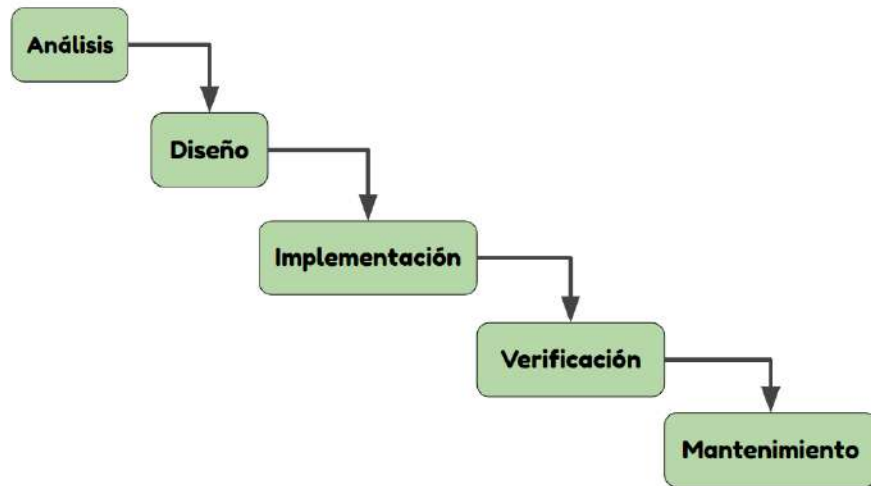 Análisis
Diseño
Implementación
Verificación
Mantenimiento